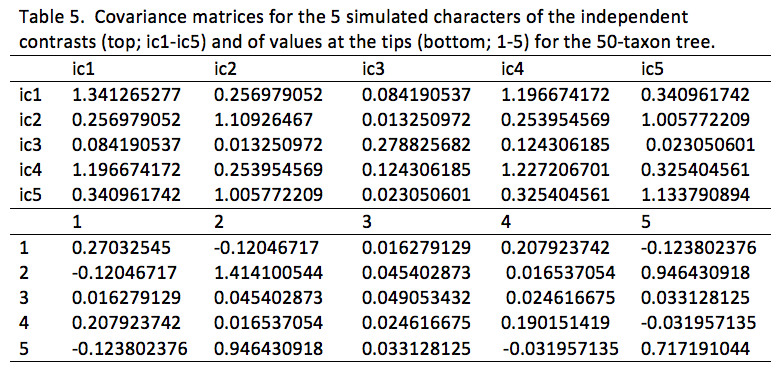 Table 5.  Covariance matrices for the 5 simulated characters of the independent
contrasts (top; ic1-ic5) and of values at the tips (bottom; 1-5) for the 50-taxon tree.
ic1 ic2 ic3 ic4 ic5
ic1 1.341265277 0.256979052 0.084190537 1.196674172 0.340961742
ic2 0.256979052 1.10926467 0.013250972 0.253954569 1.005772209
ic3 0.084190537 0.013250972 0.278825682 0.124306185 0.023050601
ic4 1.196674172 0.253954569 0.124306185 1.227206701 0.325404561
ic5 0.340961742 1.005772209 0.023050601 0.325404561 1.133790894
1 2 3 4 5
1 0.27032545 -0.12046717 0.016279129 0.207923742 -0.123802376
2 -0.12046717 1.414100544 0.045402873 0.016537054 0.946430918
3 0.016279129 0.045402873 0.049053432 0.024616675 0.033128125
4 0.207923742 0.016537054 0.024616675 0.190151419 -0.031957135
5 -0.123802376 0.946430918 0.033128125 -0.031957135 0.717191044